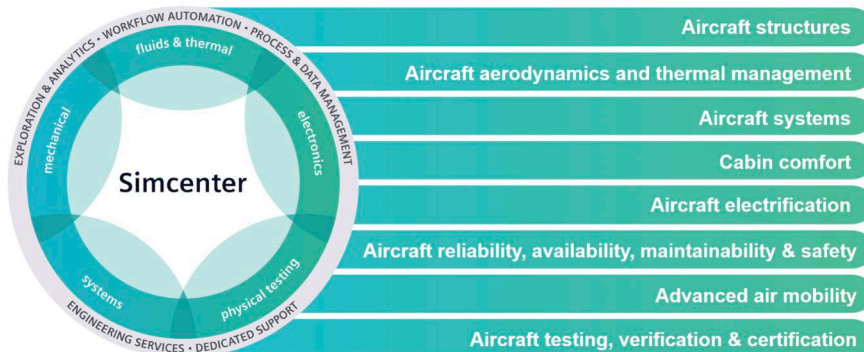 EXPLORATION & ANALYTICS • WORKFLOW AUTOMATION • PROCESS & DATA MANAGEMENT
fluids & thermal
mechanical
electronics
Simcenter
systems
physical testing
ENGINEERING SERVICES • DEDICATED SUPPORT
Aircraft structures
Aircraft aerodynamics and thermal management
Aircraft systems
Cabin comfort
Aircraft electrification
Aircraft reliability, availability, maintainability & safety
Advanced air mobility
Aircraft testing, verification & certification